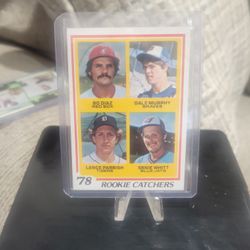 BO DIAZ
RED SOX
DALE MURPHY
BRAVES
LANCE PARRISH
TIGERS
ERNIE WHITT
BLUE JAYS
'78 ROOKIE CATCHERS